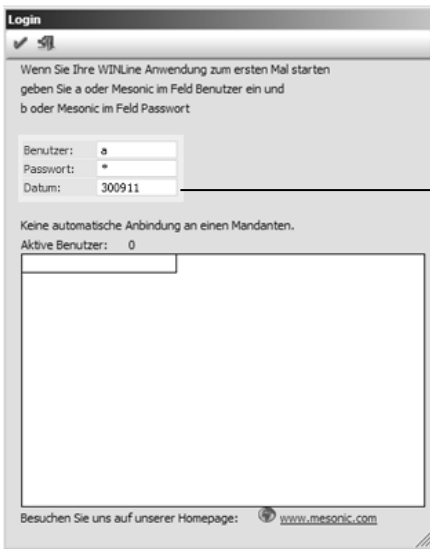 Login
Wenn Sie Ihre WINLine Anwendung zum ersten Mal starten
geben Sie a oder Mesonic im Feld Benutzer ein und
b oder Mesonic im Feld Passwort
Benutzer: a
Passwort: *
Datum: 300911
Keine automatische Anbindung an einen Mandanten.
Aktive Benutzer: 0
Besuchen Sie uns auf unserer Homepage: www.mesonic.com